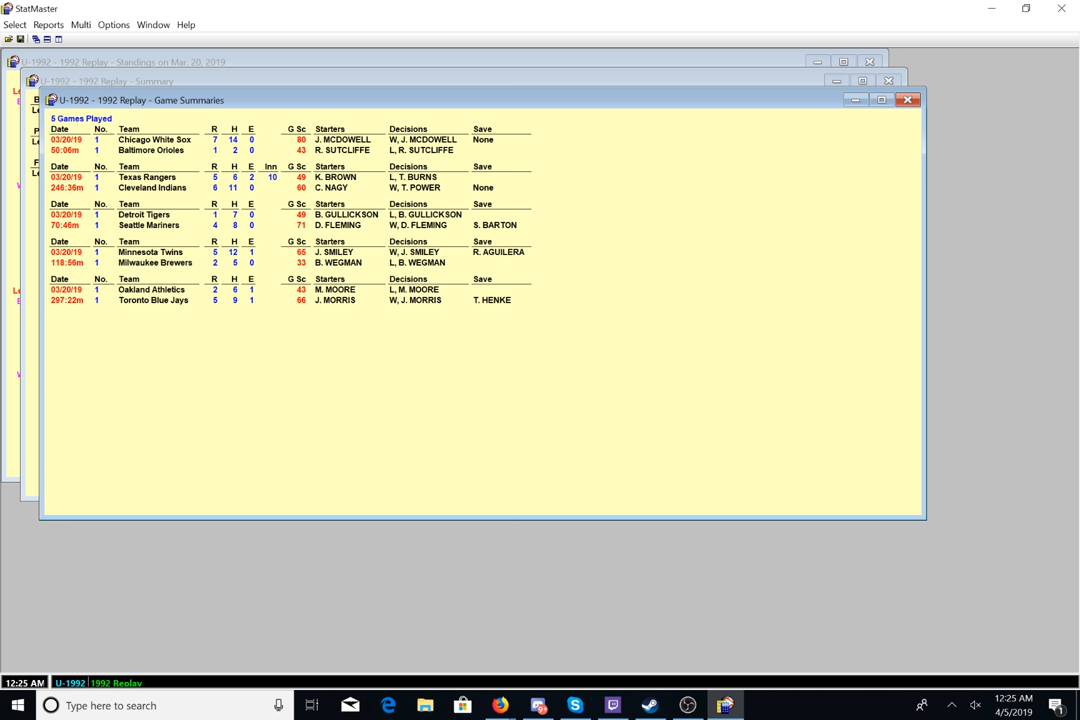 StatMaster
Select Reports Multi Options Window Help
U-1992 - 1992 Replay - Standings on Mar. 20, 2019
U-1992 - 1992 Replay - Summary
U-1992 - 1992 Replay - Game Summaries
5 Games Played
Date No. Team R H E G Sc Starters Decisions Save
03/20/19 1 Chicago White Sox 7 14 0 80 J. MCDOWELL W, J. MCDOWELL None
50:06m 1 Baltimore Orioles 1 2 0 43 R. SUTCLIFFE L, R. SUTCLIFFE
Date No. Team R H E Inn G Sc Starters Decisions Save
03/20/19 1 Texas Rangers 5 6 2 10 49 K. BROWN L, T. BURNS
246:36m 1 Cleveland Indians 6 11 0 60 C. NAGY W, T. POWER None
Date No. Team R H E G Sc Starters Decisions Save
03/20/19 1 Detroit Tigers 1 7 0 49 B. GULLICKSON L, B. GULLICKSON
70:46m 1 Seattle Mariners 4 8 0 71 D. FLEMING W, D. FLEMING S. BARTON
Date No. Team R H E G Sc Starters Decisions Save
03/20/19 1 Minnesota Twins 5 12 1 65 J. SMILEY W, J. SMILEY R. AGUILERA
118:56m 1 Milwaukee Brewers 2 5 0 33 B. WEGMAN L, B. WEGMAN
Date No. Team R H E G Sc Starters Decisions Save
03/20/19 1 Oakland Athletics 2 6 1 43 M. MOORE L, M. MOORE
297:22m 1 Toronto Blue Jays 5 9 1 66 J. MORRIS W, J. MORRIS T. HENKE
12:25 AM U-1992 1992 Replay
Type here to search
12:25 AM
4/5/2019